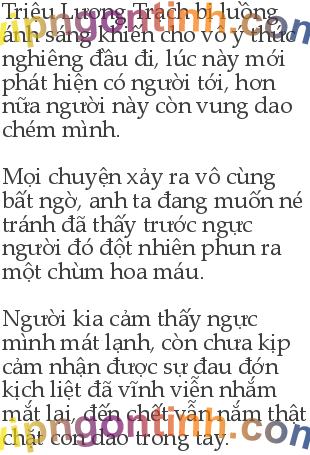 Triệu Lương Trạch bị luồng
ánh sáng khiến cho vô ý thức
nghiêng đầu đi, lúc này mới
phát hiện có người tới, hơn
nữa người này còn vung dao
chém mình.
Mọi chuyện xảy ra vô cùng
bất ngờ, anh ta đang muốn né
tránh đã thấy trước ngực
người đó đột nhiên phun ra
một chùm hoa máu.
Người kia cảm thấy ngực
mình mát lạnh, còn chưa kịp
cảm nhận được sự đau đớn
kịch liệt đã vĩnh viễn nhắm
mắt lại, đến chết vẫn nắm thật
chặt con dao trong tay.
vipngontinh.com
vipngontinh.com